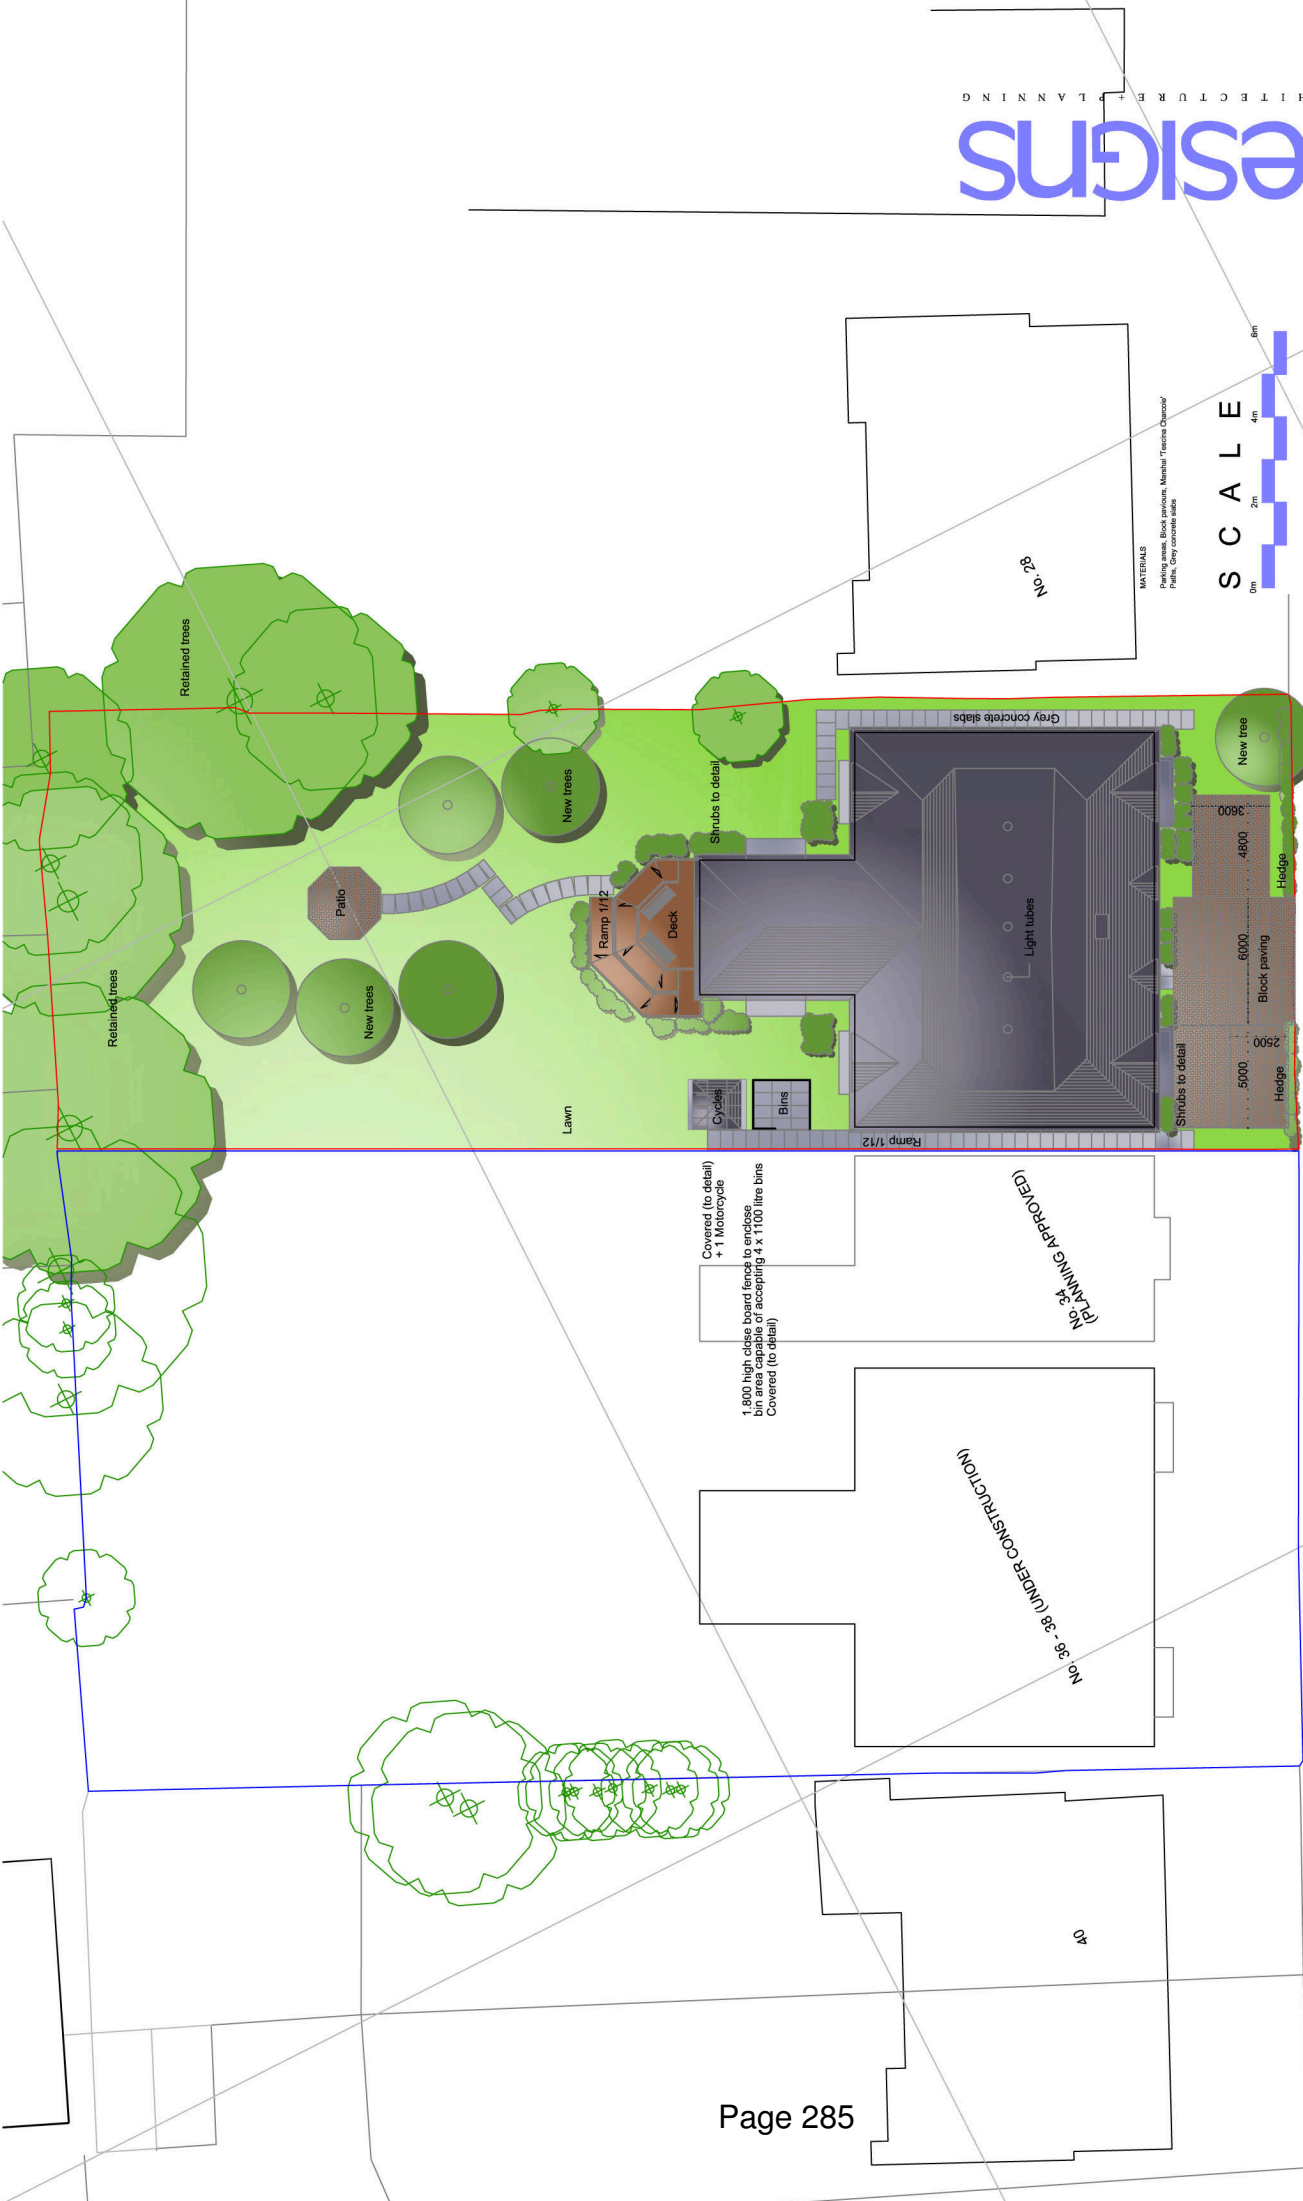 HITECTURE + PLANNING
esigns
Retained trees
Retained trees
New trees
New trees
Patio
Ramp 1/12
Deck
Shrubs to detail
Lawn
Cycles
Bins
Grey concrete slabs
Ramp 1/12
Light tubes
New tree
3600
4800
Hedge
6000
Block paving
2500
5000
Hedge
Shrubs to detail
No. 28
MATERIALS
Parking areas, Block paviours, Marshal 'Tescina Charcole'
Paths, Grey concrete slabs
SCALE
0m
2m
4m
6m
Covered (to detail)
+ 1 Motorcycle
1.800 high close board fence to enclose
bin area capable of accepting 4 x 1100 litre bins
Covered (to detail)
No. 34
(PLANNING APPROVED)
No. 36 - 38 (UNDER CONSTRUCTION)
40
Page 285